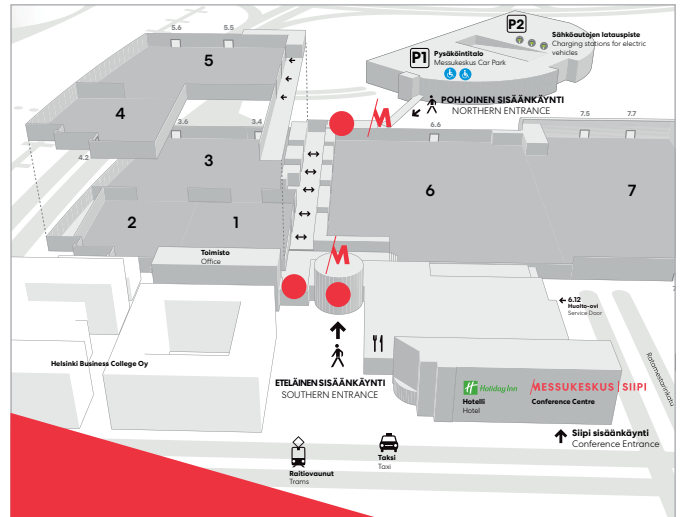 5.6
5.5
5
4
4.2
3.6
3.4
3
2
1
P2
Sähköautojen latauspiste
Charging stations for electric
vehicles
P1
Pysäköintitalo
Messukeskus Car Park
POHJOINEN SISÄÄNKÄYNTI
NORTHERN ENTRANCE
M
6.6
7.5
7.7
6
7
Toimisto
Office
M
6.12
Huolto-ovi
Service Door
Ratamestarinkatu
Helsinki Business College Oy
ETELÄINEN SISÄÄNKÄYNTI
SOUTHERN ENTRANCE
H Holiday Inn
Hotelli
Hotel
MESSUKESKUS SIIPI
Conference Centre
Siipi sisäänkäynti
Conference Entrance
Raitiovaunut
Trams
Taksi
Taxi